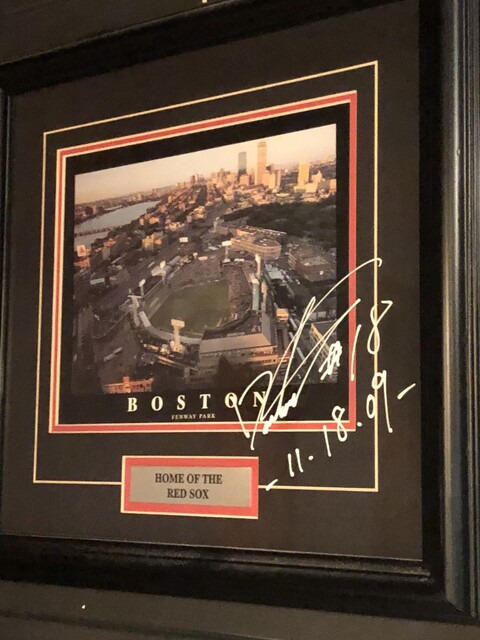 BOSTON
FENWAY PARK
#18
-11.18.09-
HOME OF THE
RED SOX